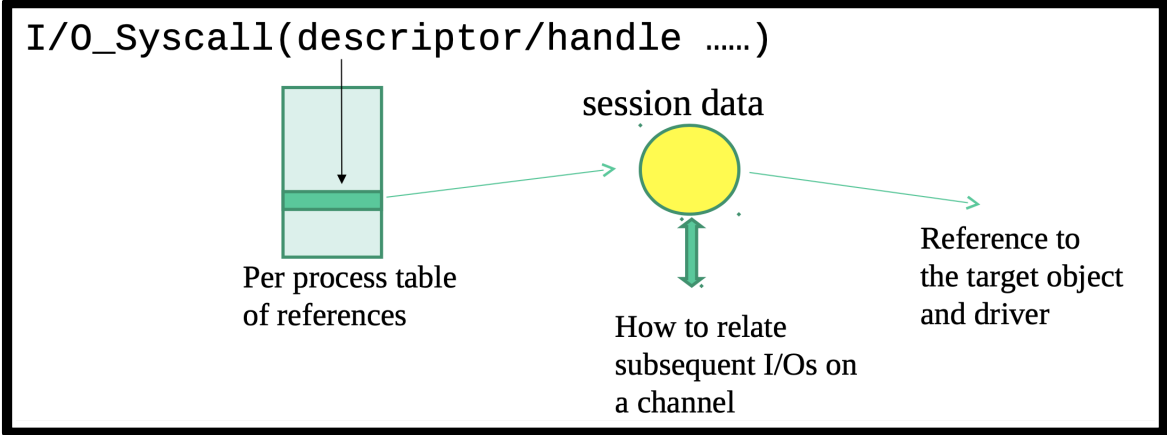 I/O_Syscall(descriptor/handle ……)
session data
Per process table
of references
How to relate
subsequent I/Os on
a channel
Reference to
the target object
and driver